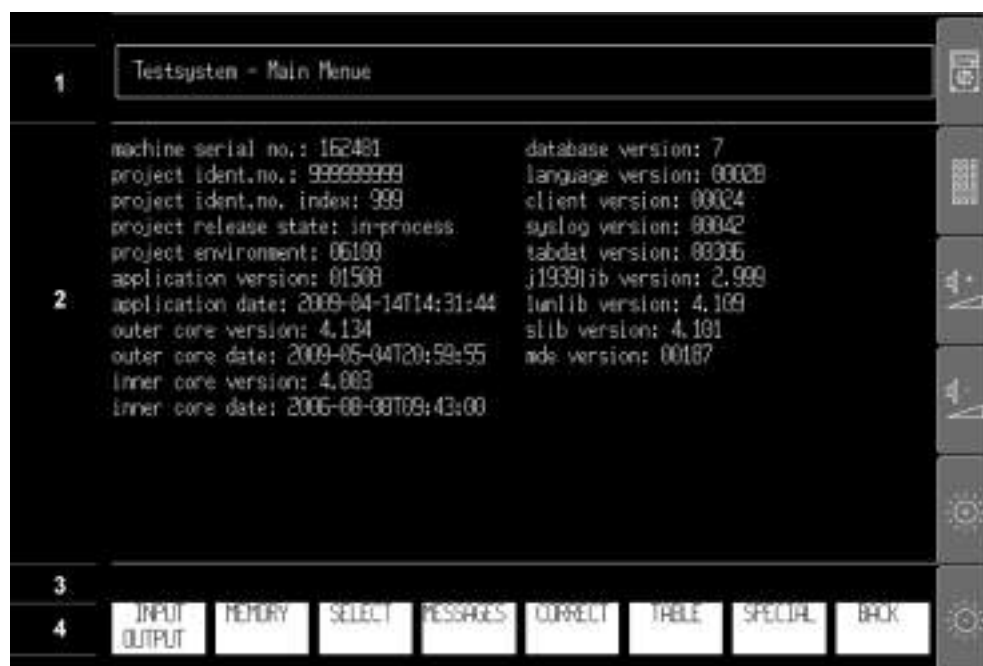 1
Testsystem - Main Menue
2
machine serial no.: 162481
project ident.no.: 999999999
project ident.no. index: 999
project release state: in-process
project environment: 06103
application version: 01508
application date: 2009-04-14T14:31:44
outer core version: 4.134
outer core date: 2009-05-04T20:59:55
inner core version: 4.003
inner core date: 2006-08-08T09:43:00
database version: 7
language version: 00028
client version: 00024
syslog version: 00042
tabdat version: 00306
j1939lib version: 2.999
lumlib version: 4.109
slib version: 4.101
mde version: 00187
3
4
INPUT
OUTPUT
MEMORY
SELECT
MESSAGES
CORRECT
TABLE
SPECIAL
BACK